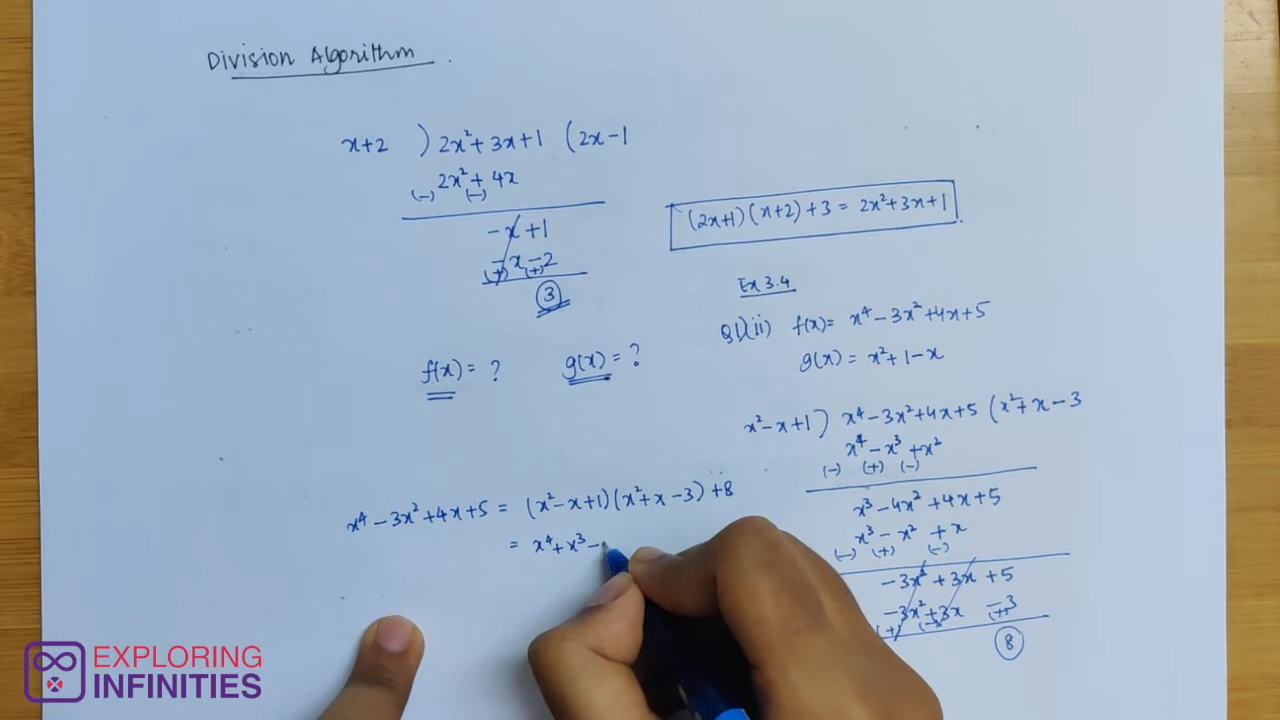 Division Algorithm .
x+2 ) 2x²+ 3x+1 (2x-1
2x²+ 4x
(-) (-)
-x +1
-x -2
(+) (+)
3
(2x+1) (x+2) +3 = 2x²+3x+1 .
f(x) = ? g(x) = ?
Ex 3.4
Q1(ii) f(x)= x⁴-3x²+4x+5
g(x) = x²+1-x
x²-x+1) x⁴-3x²+4x+5 (x²+x-3
x⁴-x³+x²
(-) (+) (-)
x³-4x²+4x+5
x³-x² +x
(-) (+) (-)
-3x²+3x+5
-3x²+3x -3
(+) (-) (+)
8
x⁴-3x²+4x+5 = (x²-x+1)(x²+x-3)+8
= x⁴+x³-
EXPLORING
INFINITIES